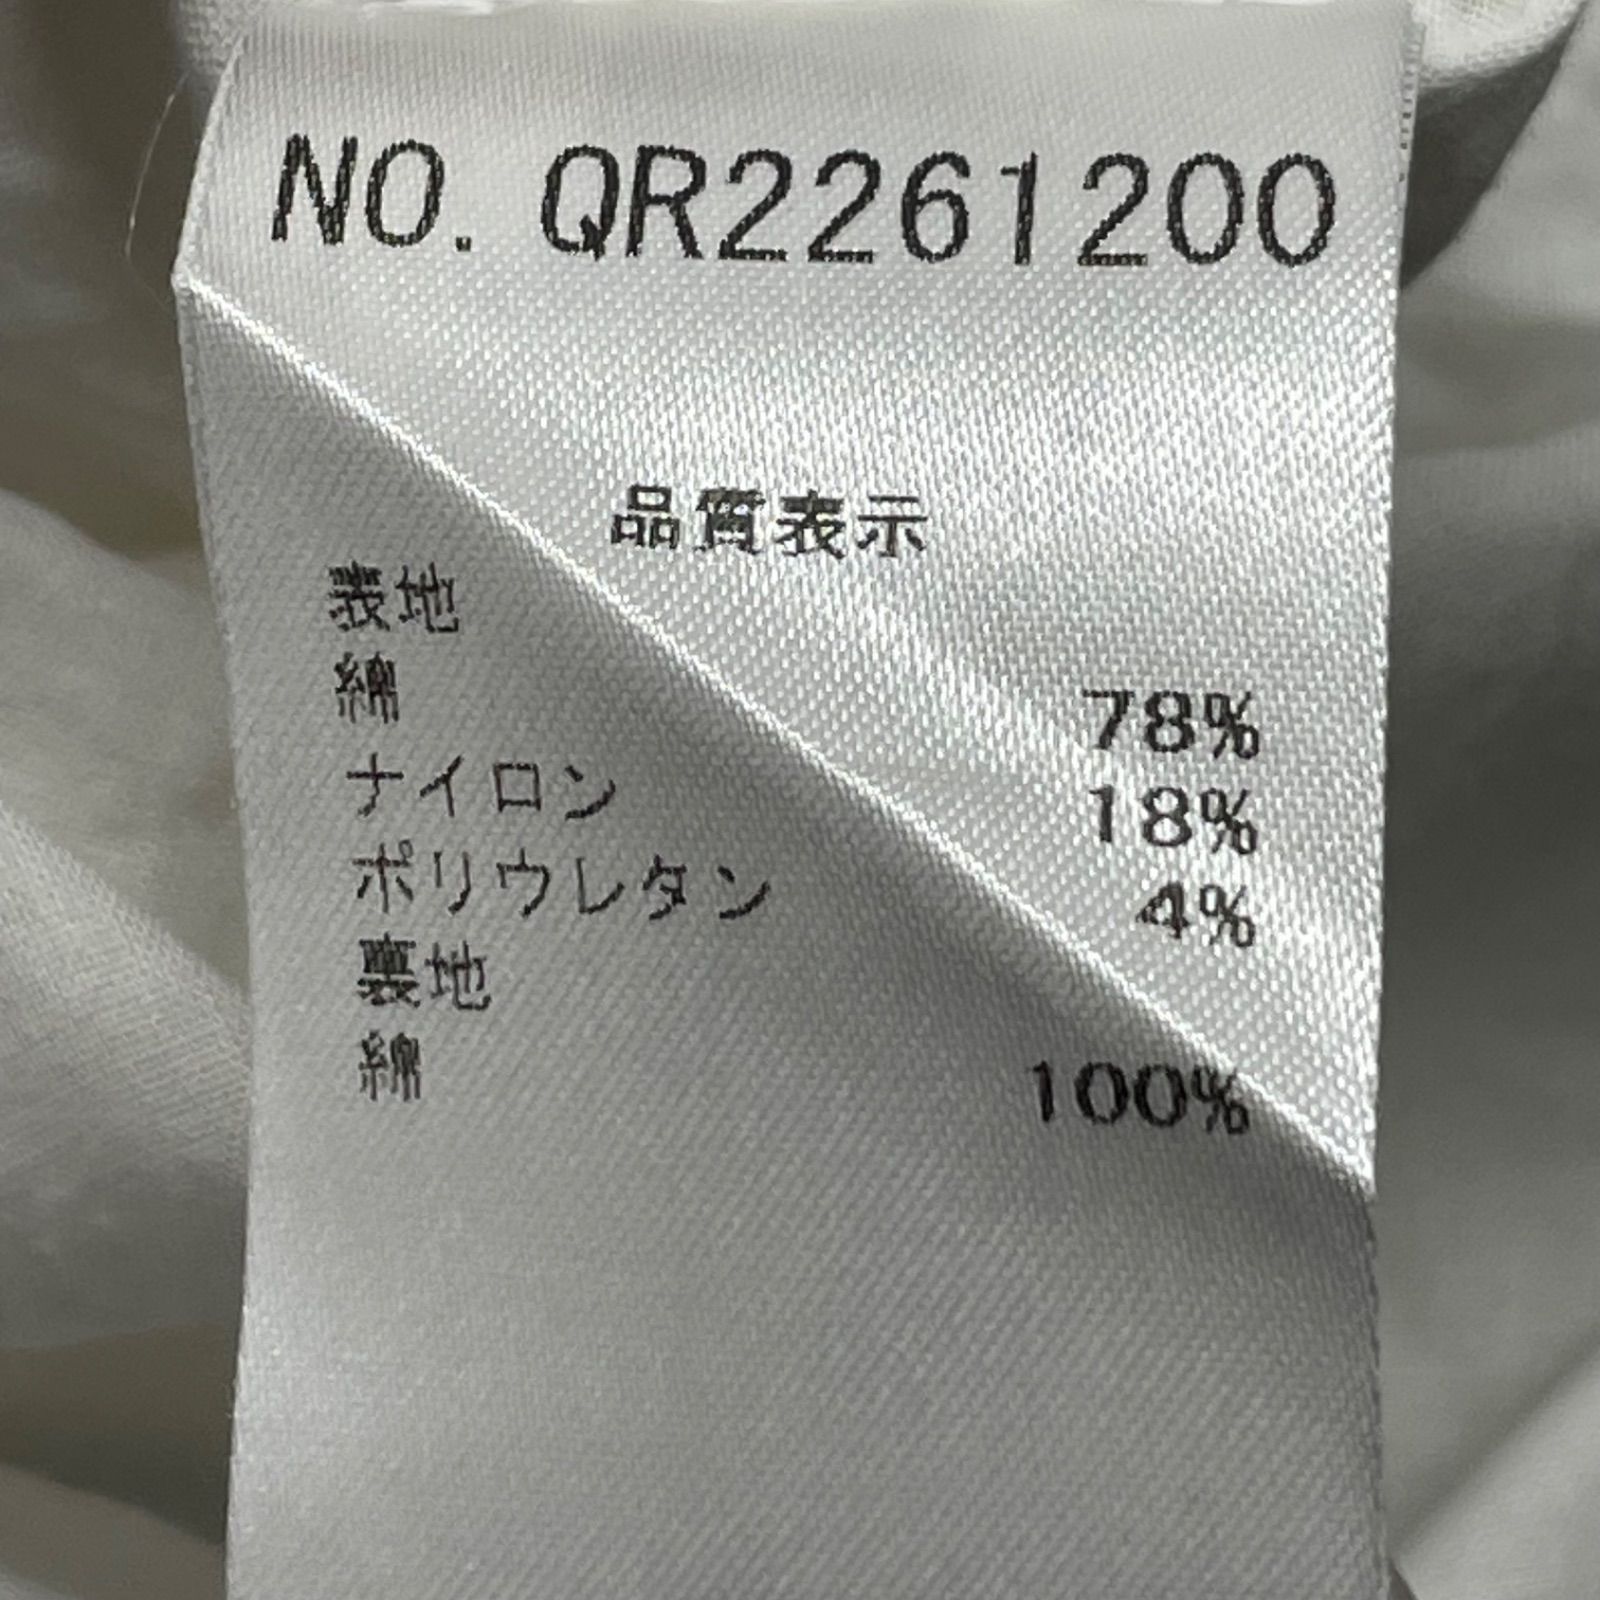 NO. QR2261200
品質表示
表地
綿 78%
ナイロン 18%
ポリウレタン 4%
裏地
綿 100%